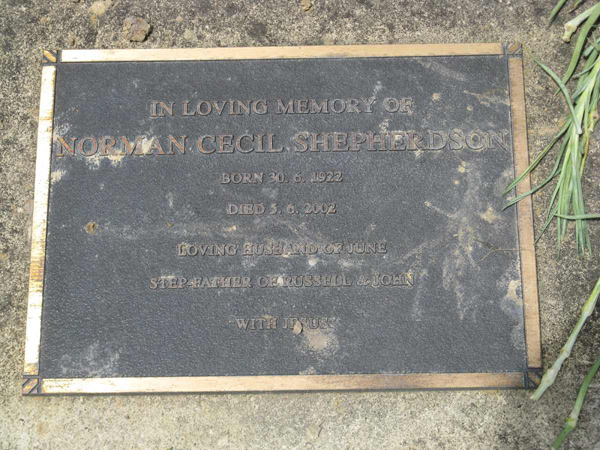 IN LOVING MEMORY OF
NORMAN CECIL SHEPHERDSON
BORN 30. 6. 1922
DIED 5. 6. 2002
LOVING HUSBAND OF JUNE
STEP-FATHER OF RUSSELL & JOHN
"WITH JESUS"